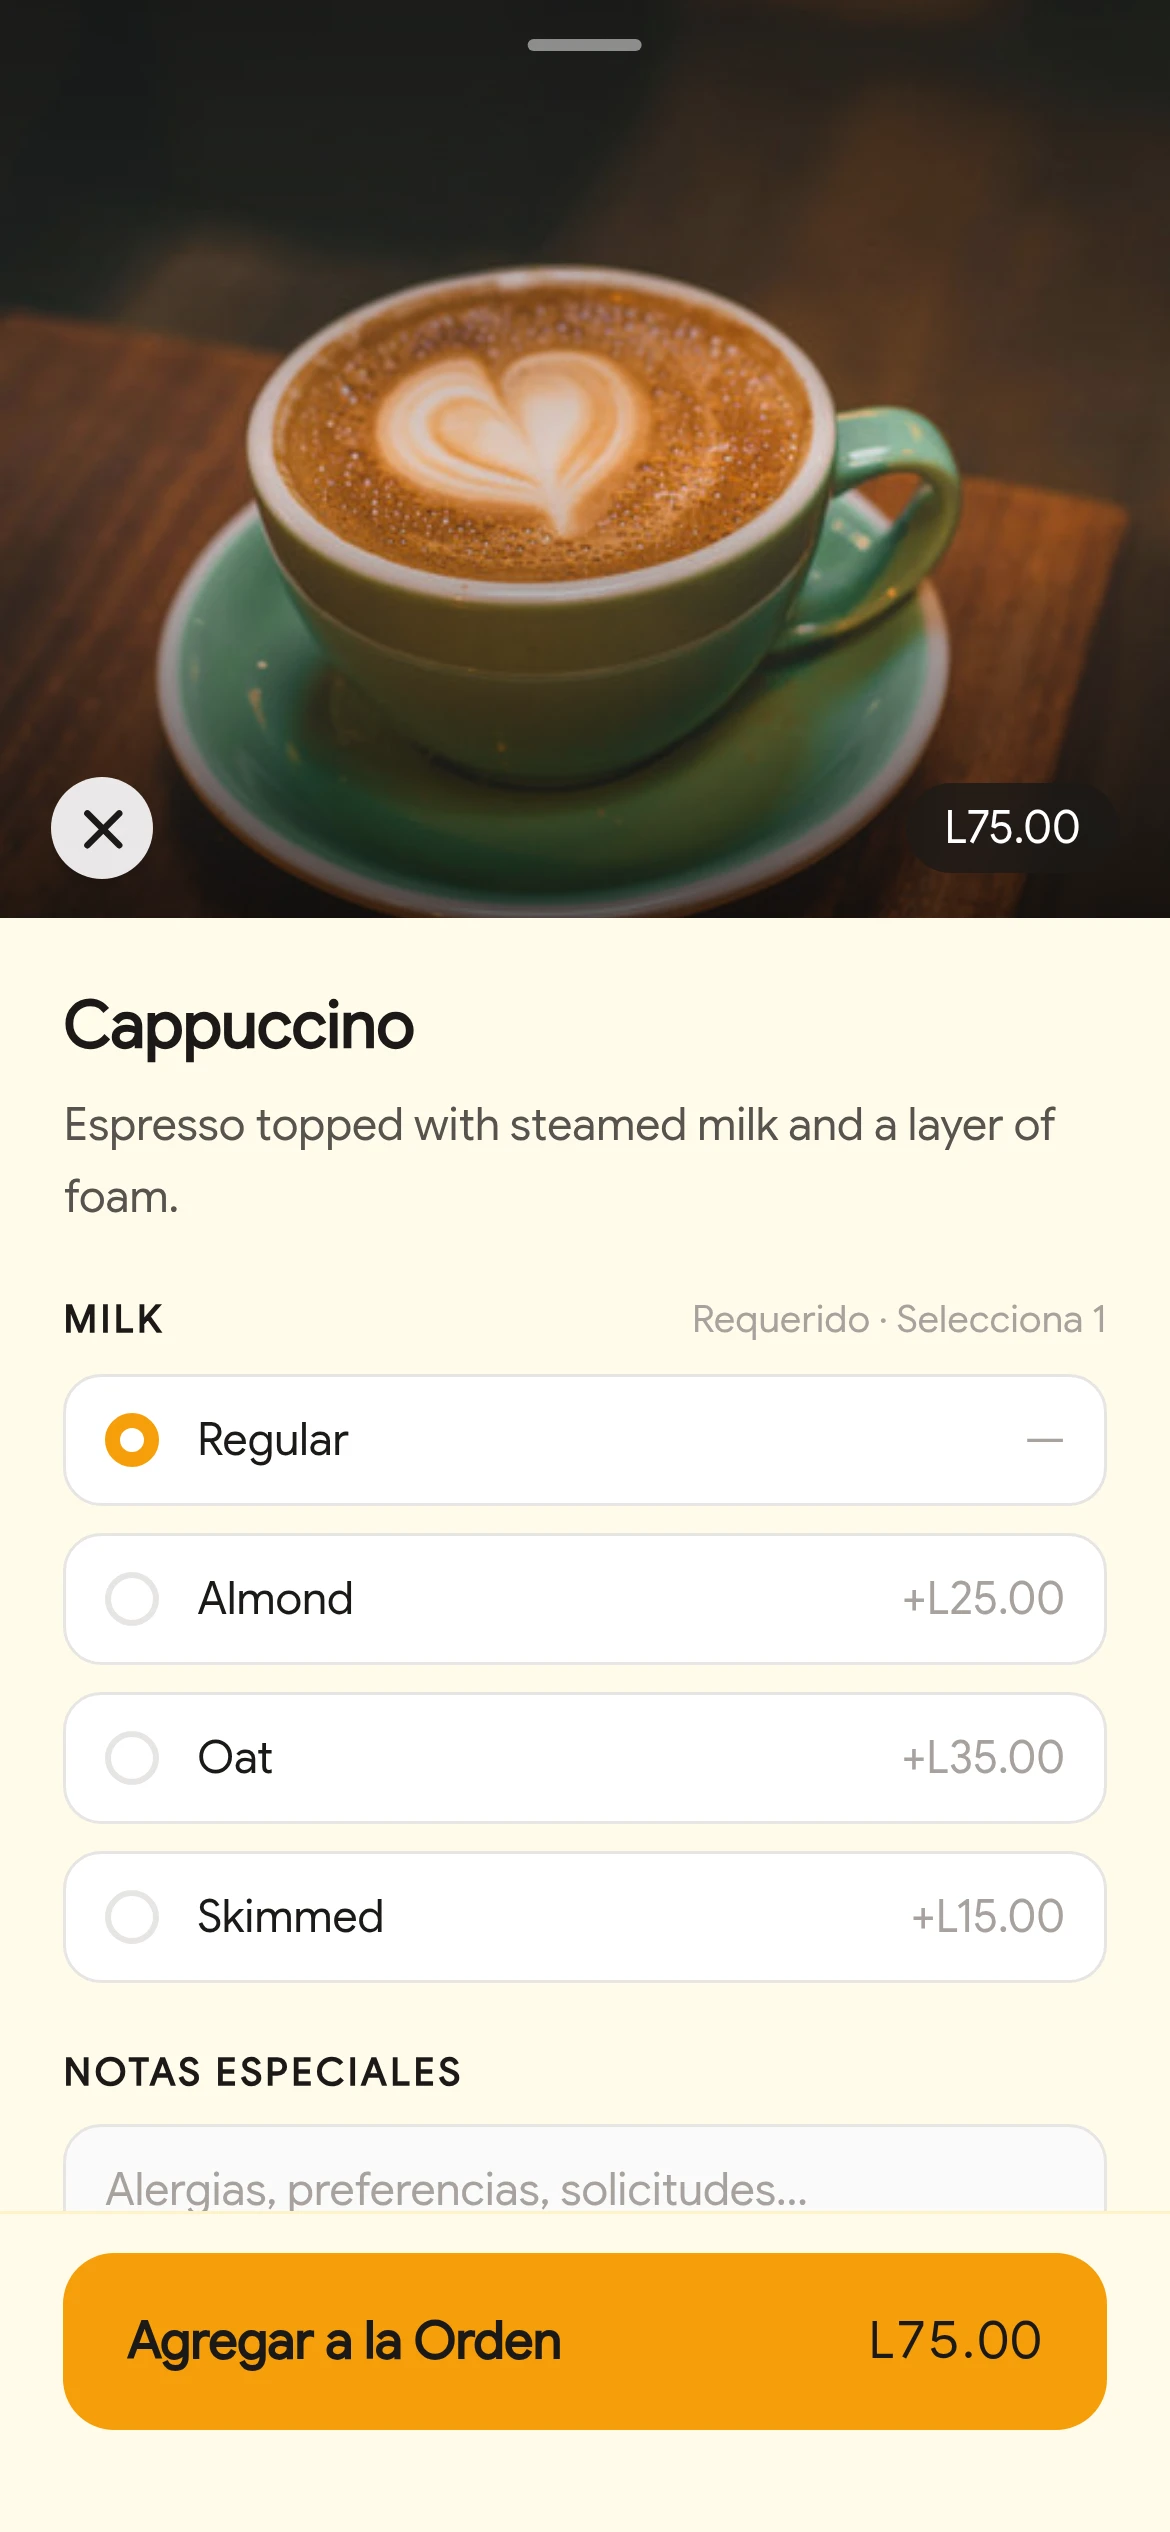 L75.00
Cappuccino
Espresso topped with steamed milk and a layer of
foam.
MILK Requerido · Selecciona 1
Regular —
Almond +L25.00
Oat +L35.00
Skimmed +L15.00
NOTAS ESPECIALES
Alergias, preferencias, solicitudes...
Agregar a la Orden L75.00